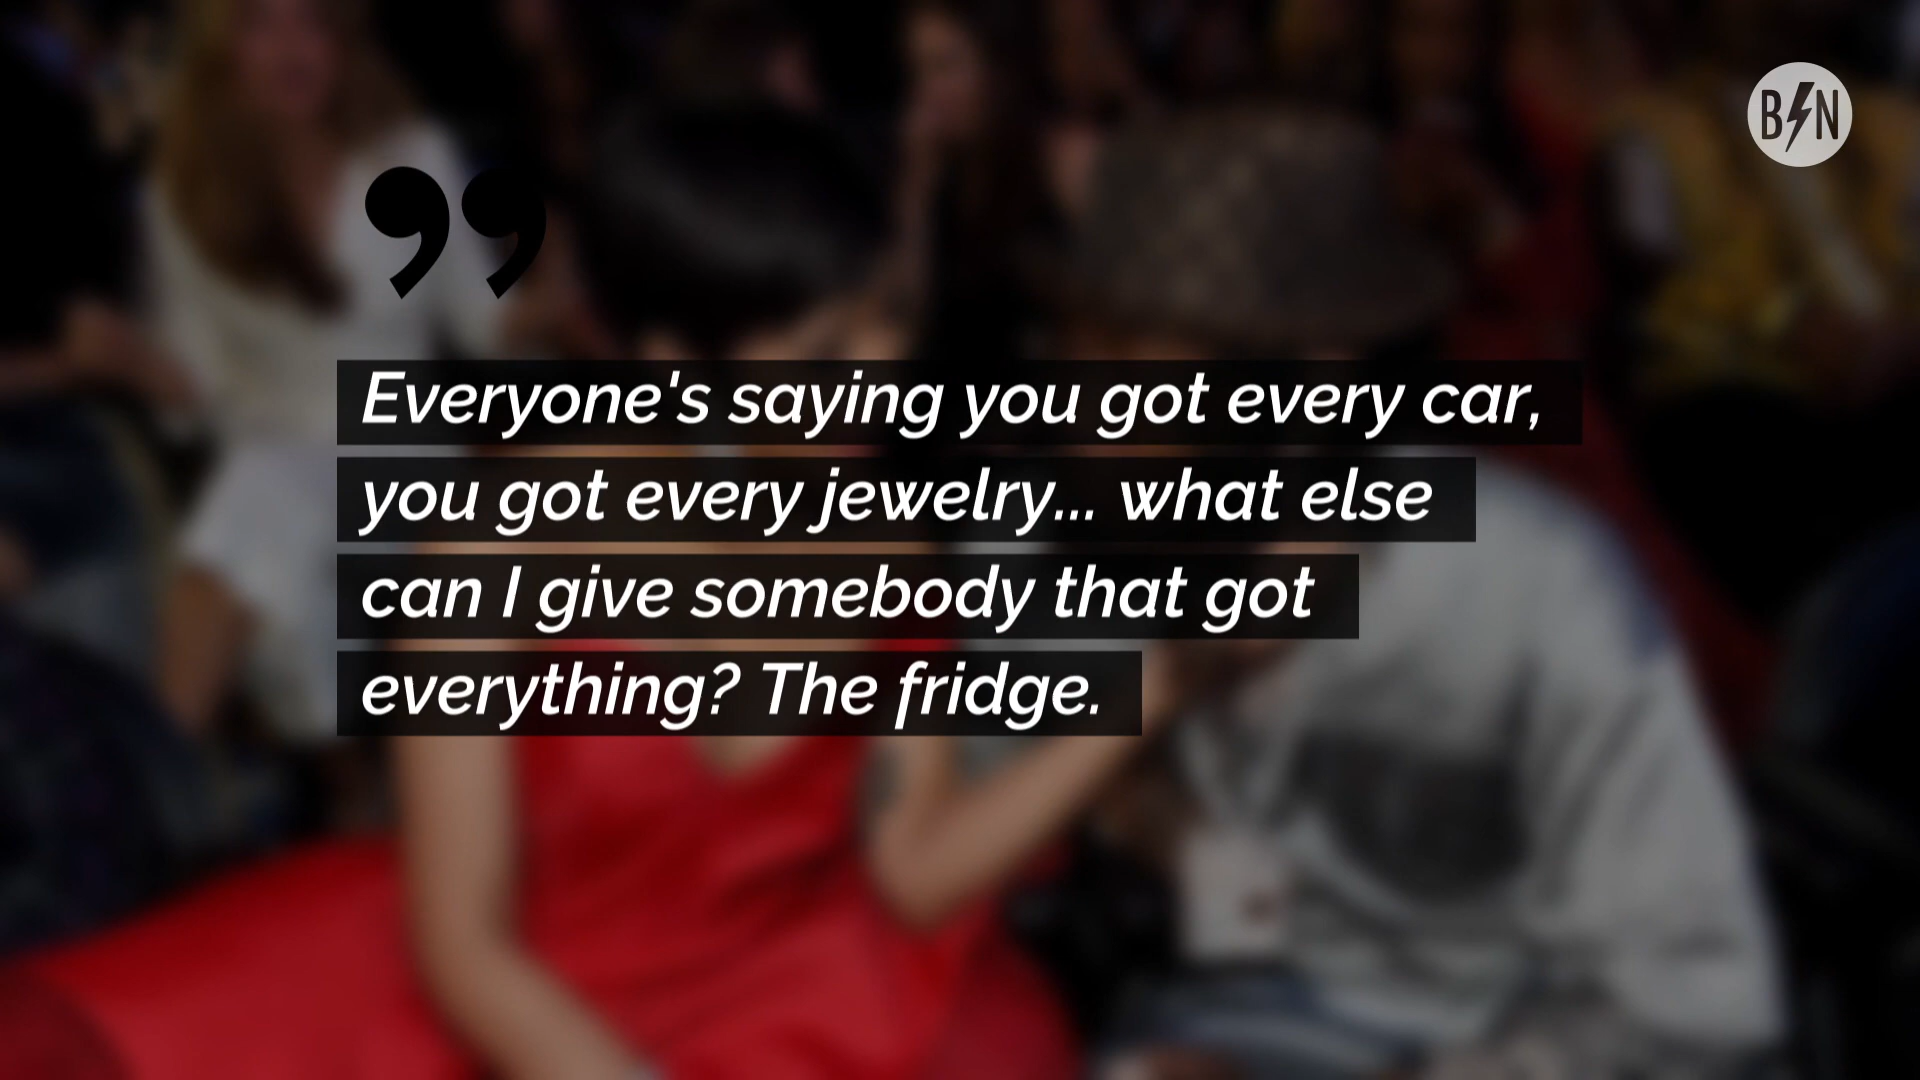 B⚡N
"
Everyone's saying you got every car,
you got every jewelry... what else
can I give somebody that got
everything? The fridge.